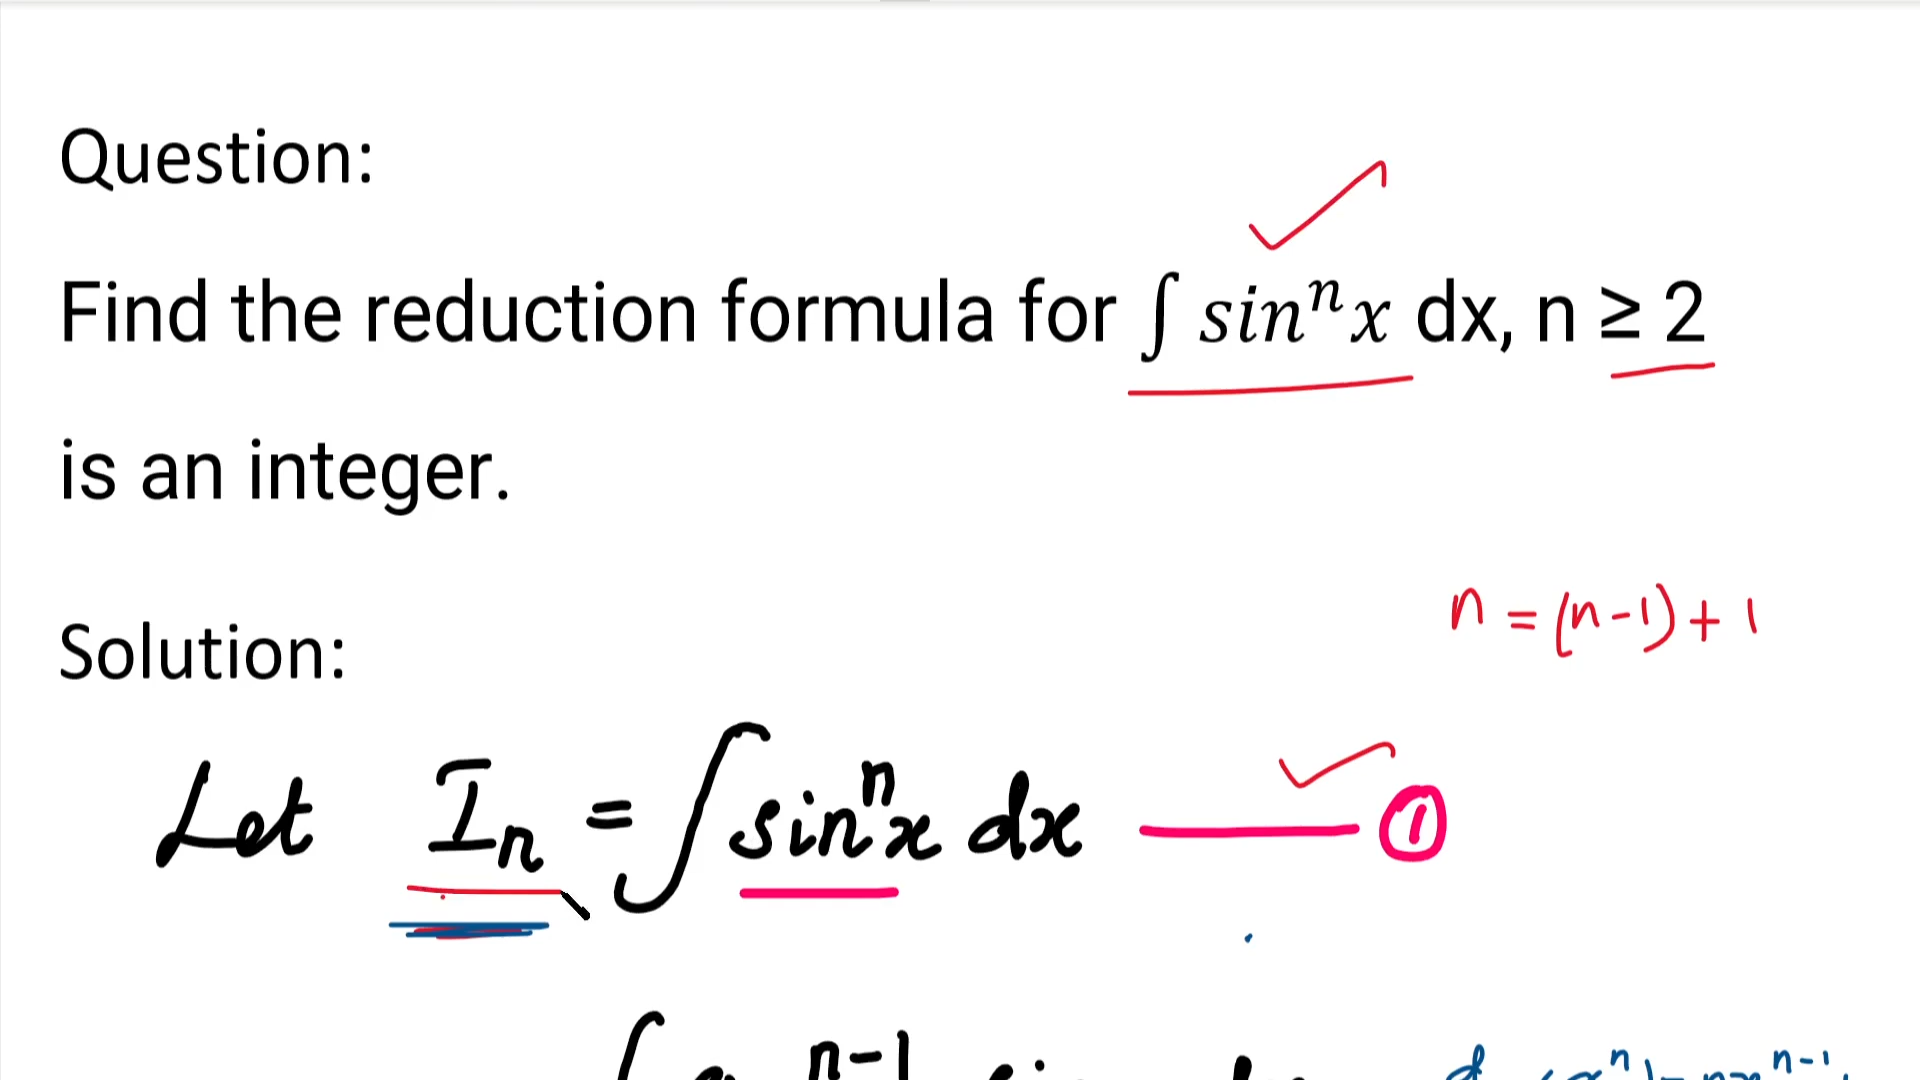 Question:
Find the reduction formula for ∫ sinⁿx dx, n ≥ 2
is an integer.
n = (n-1) + 1
Solution:
Let Iₙ = ∫ sinⁿx dx —— ①
n-1